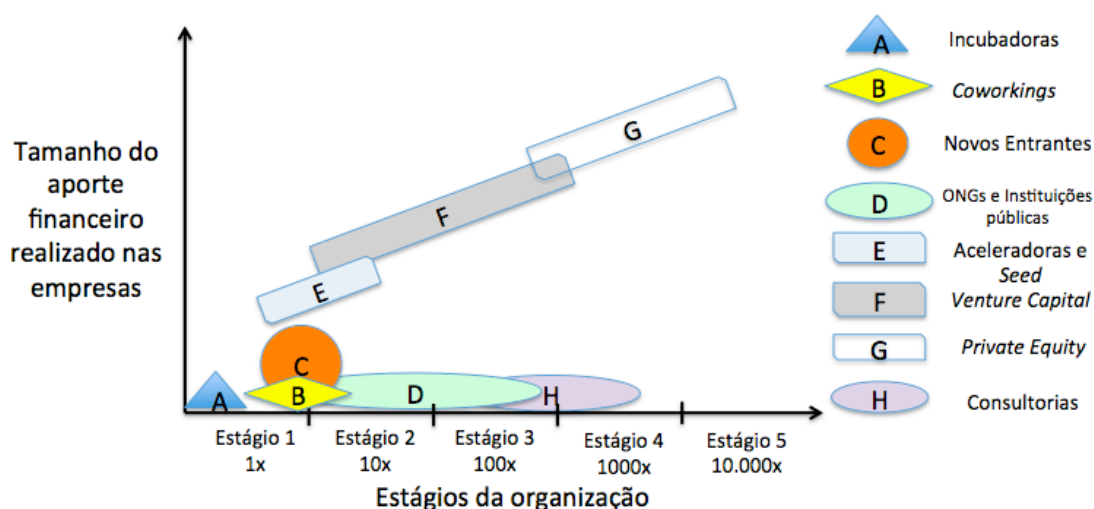 Tamanho do
aporte
financeiro
realizado nas
empresas
A
B
C
D
E
F
G
H
Estágio 1
1x
Estágio 2
10x
Estágio 3
100x
Estágio 4
1000x
Estágio 5
10.000x
Estágios da organização
A Incubadoras
B Coworkings
C Novos Entrantes
D ONGs e Instituições
públicas
E Aceleradoras e
Seed
F Venture Capital
G Private Equity
H Consultorias